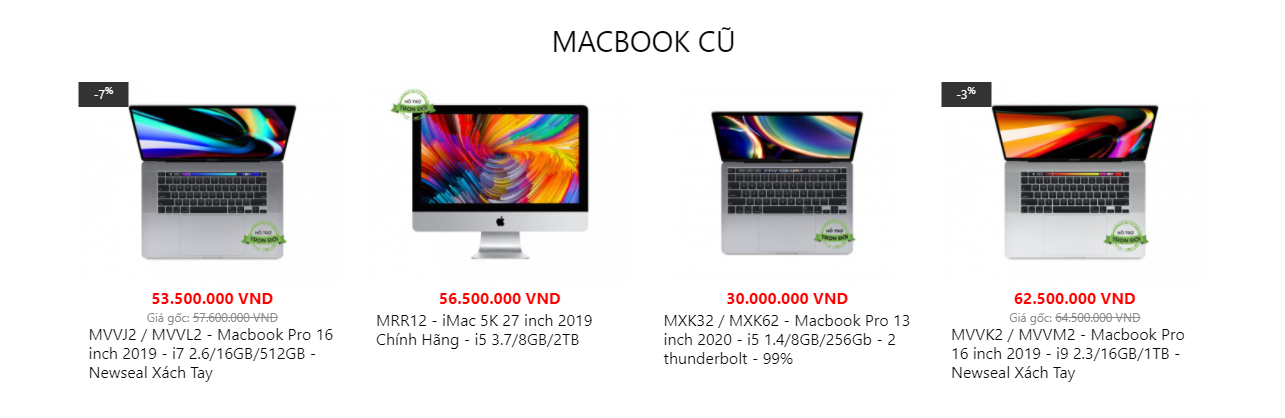 MACBOOK CŨ
-7%
HỖ TRỢ
TRỌN ĐỜI
53.500.000 VND
Giá gốc: 57.600.000 VND
MVVJ2 / MVVL2 - Macbook Pro 16
inch 2019 - i7 2.6/16GB/512GB -
Newseal Xách Tay
HỖ TRỢ
TRỌN ĐỜI
56.500.000 VND
MRR12 - iMac 5K 27 inch 2019
Chính Hãng - i5 3.7/8GB/2TB
HỖ TRỢ
TRỌN ĐỜI
30.000.000 VND
MXK32 / MXK62 - Macbook Pro 13
inch 2020 - i5 1.4/8GB/256Gb - 2
thunderbolt - 99%
-3%
HỖ TRỢ
TRỌN ĐỜI
62.500.000 VND
Giá gốc: 64.500.000 VND
MVVK2 / MVVM2 - Macbook Pro
16 inch 2019 - i9 2.3/16GB/1TB -
Newseal Xách Tay